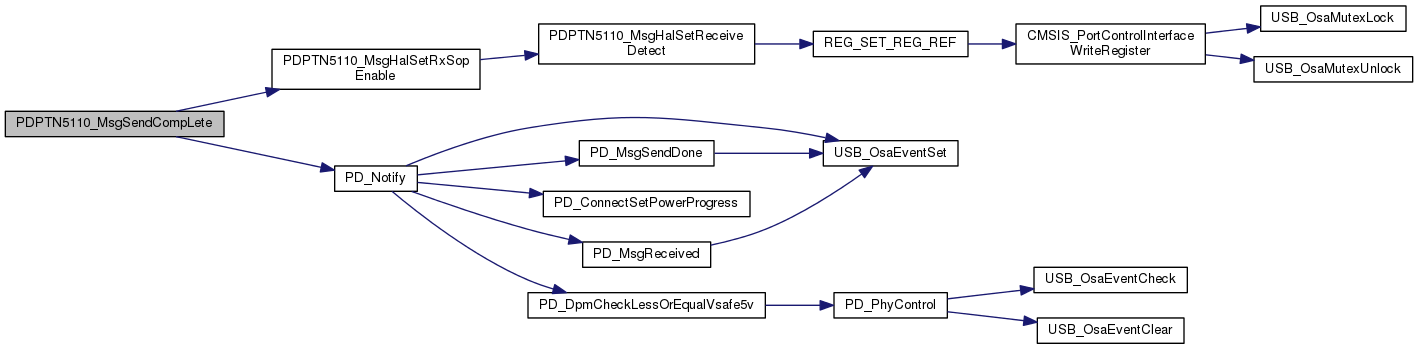 PDPTN5110_MsgSendCompLete
PDPTN5110_MsgHalSetRxSop
Enable
PDPTN5110_MsgHalSetReceive
Detect
REG_SET_REG_REF
CMSIS_PortControlInterface
WriteRegister
USB_OsaMutexLock
USB_OsaMutexUnlock
PD_Notify
PD_MsgSendDone
USB_OsaEventSet
PD_ConnectSetPowerProgress
PD_MsgReceived
PD_DpmCheckLessOrEqualVsafe5v
PD_PhyControl
USB_OsaEventCheck
USB_OsaEventClear